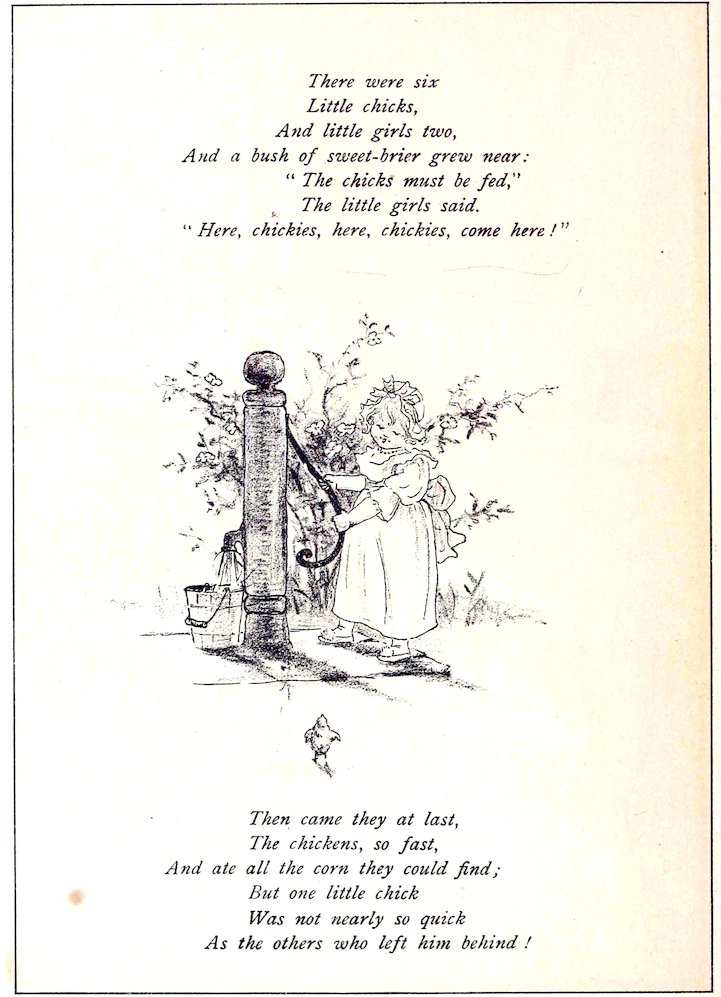 There were six
Little chicks,
And little girls two,
And a bush of sweet-brier grew near:
“ The chicks must be fed,”
The little girls said.
“ Here, chickies, here, chickies, come here ! ”
Then came they at last,
The chickens, so fast,
And ate all the corn they could find;
But one little chick
Was not nearly so quick
As the others who left him behind !